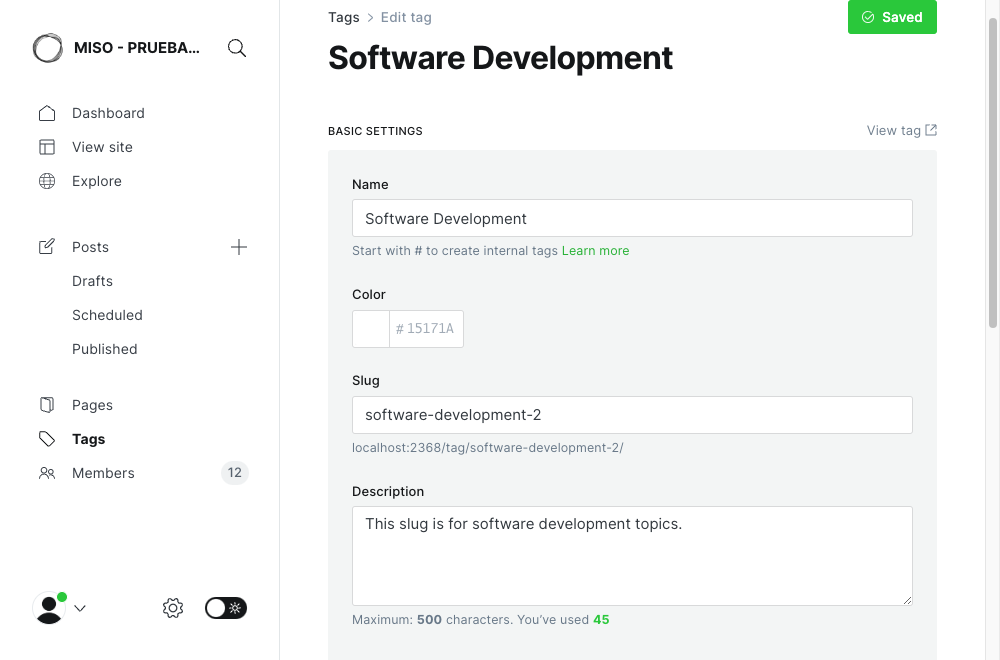 MISO - PRUEBA...
Dashboard
View site
Explore
Posts
Drafts
Scheduled
Published
Pages
Tags
Members 12
Tags > Edit tag
Saved
Software Development
BASIC SETTINGS
View tag
Name
Software Development
Start with # to create internal tags Learn more
Color
# 15171A
Slug
software-development-2
localhost:2368/tag/software-development-2/
Description
This slug is for software development topics.
Maximum: 500 characters. You've used 45